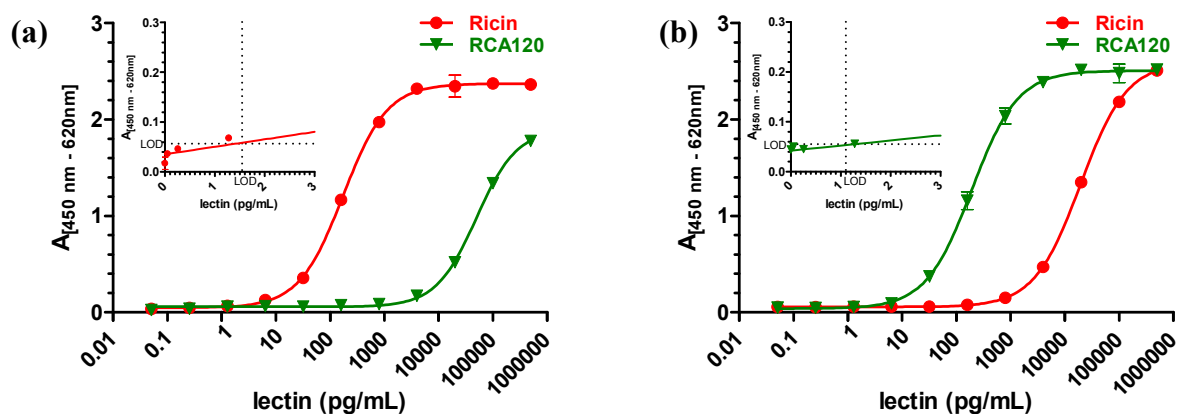 (a)
Ricin
RCA120
A[450 nm - 620nm]
3
2
1
0
0.01
0.1
1
10
100
1000
10000
100000
1000000
lectin (pg/mL)
A[450 nm - 620nm]
0.3
0.2
0.1
0.0
LOD
0
1
2
3
LOD
lectin (pg/mL)
(b)
Ricin
RCA120
A[450 nm - 620nm]
3
2
1
0
0.01
0.1
1
10
100
1000
10000
100000
1000000
lectin (pg/mL)
A[450 nm - 620nm]
0.3
0.2
0.1
0.0
LOD
0
1
2
3
LOD
lectin (pg/mL)